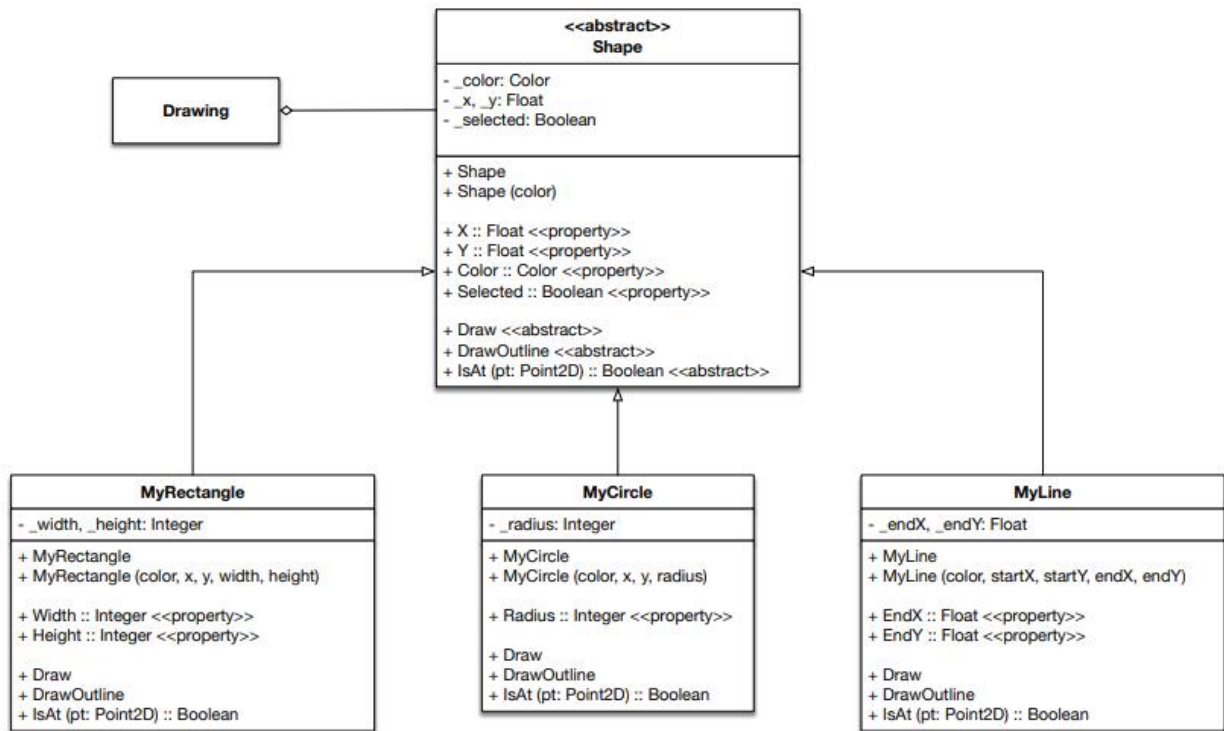 <<abstract>>
Shape
- _color: Color
- _x, _y: Float
- _selected: Boolean
+ Shape
+ Shape (color)
+ X :: Float <<property>>
+ Y :: Float <<property>>
+ Color :: Color <<property>>
+ Selected :: Boolean <<property>>
+ Draw <<abstract>>
+ DrawOutline <<abstract>>
+ IsAt (pt: Point2D) :: Boolean <<abstract>>
Drawing
MyRectangle
- _width, _height: Integer
+ MyRectangle
+ MyRectangle (color, x, y, width, height)
+ Width :: Integer <<property>>
+ Height :: Integer <<property>>
+ Draw
+ DrawOutline
+ IsAt (pt: Point2D) :: Boolean
MyCircle
- _radius: Integer
+ MyCircle
+ MyCircle (color, x, y, radius)
+ Radius :: Integer <<property>>
+ Draw
+ DrawOutline
+ IsAt (pt: Point2D) :: Boolean
MyLine
- _endX, _endY: Float
+ MyLine
+ MyLine (color, startX, startY, endX, endY)
+ EndX :: Float <<property>>
+ EndY :: Float <<property>>
+ Draw
+ DrawOutline
+ IsAt (pt: Point2D) :: Boolean